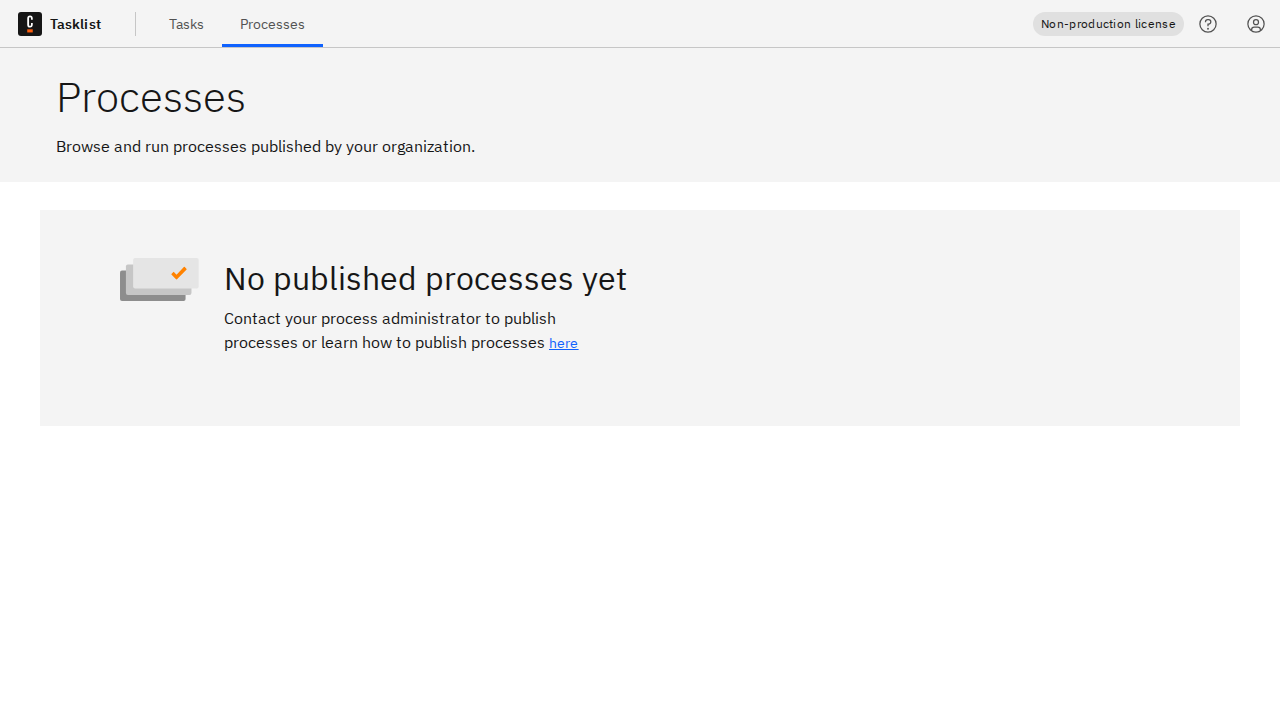 Tasklist
Tasks
Processes
Non-production license
Processes
Browse and run processes published by your organization.
No published processes yet
Contact your process administrator to publish
processes or learn how to publish processes here